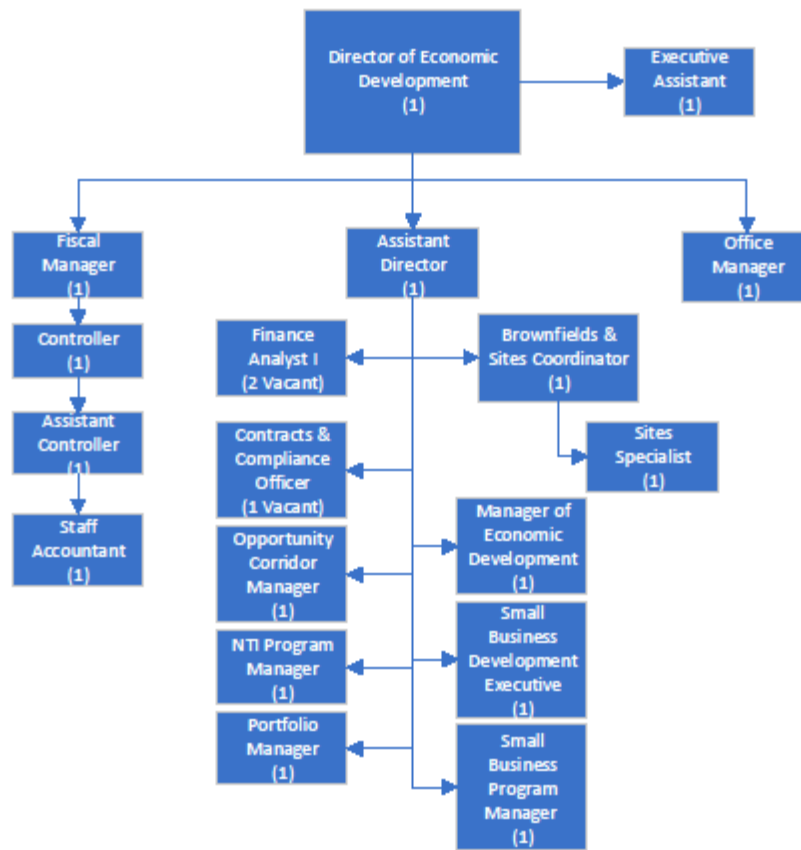 Director of Economic
Development
(1)
Executive
Assistant
(1)
Fiscal
Manager
(1)
Assistant
Director
(1)
Office
Manager
(1)
Controller
(1)
Assistant
Controller
(1)
Staff
Accountant
(1)
Finance
Analyst I
(2 Vacant)
Brownfields &
Sites Coordinator
(1)
Sites
Specialist
(1)
Contracts &
Compliance
Officer
(1 Vacant)
Manager of
Economic
Development
(1)
Opportunity
Corridor
Manager
(1)
Small
Business
Development
Executive
(1)
NTI Program
Manager
(1)
Portfolio
Manager
(1)
Small
Business
Program
Manager
(1)